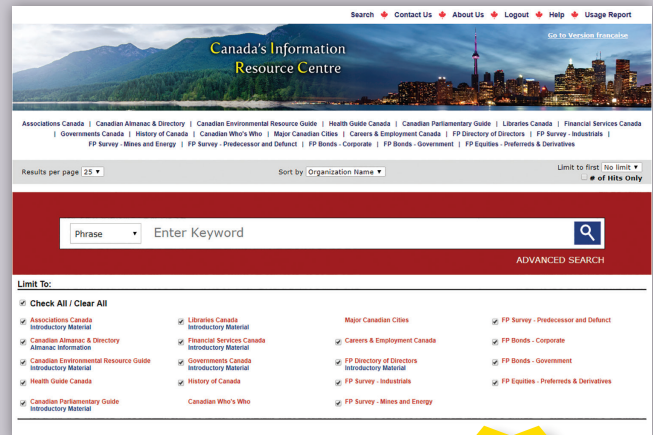 Search Contact Us About Us Logout Help Usage Report
Go to Version francaise
Canada's Information
Resource Centre
Associations Canada | Canadian Almanac & Directory | Canadian Environmental Resource Guide | Health Guide Canada | Canadian Parliamentary Guide | Libraries Canada | Financial Services Canada
| Governments Canada | History of Canada | Canadian Who's Who | Major Canadian Cities | Careers & Employment Canada | FP Directory of Directors | FP Survey - Industrials |
FP Survey - Mines and Energy | FP Survey - Predecessor and Defunct | FP Bonds - Corporate | FP Bonds - Government | FP Equities - Preferreds & Derivatives
Results per page 25 Sort by Organization Name Limit to first No limit
# of Hits Only
Phrase Enter Keyword
ADVANCED SEARCH
Limit To:
Check All / Clear All
Associations Canada Libraries Canada Major Canadian Cities FP Survey - Predecessor and Defunct
Introductory Material Introductory Material
Canadian Almanac & Directory Financial Services Canada Careers & Employment Canada FP Bonds - Corporate
Almanac Information Introductory Material
Canadian Environmental Resource Guide Governments Canada FP Directory of Directors FP Bonds - Government
Introductory Material Introductory Material Introductory Material
Health Guide Canada History of Canada FP Survey - Industrials FP Equities - Preferreds & Derivatives
Canadian Parliamentary Guide Canadian Who's Who FP Survey - Mines and Energy
Introductory Material